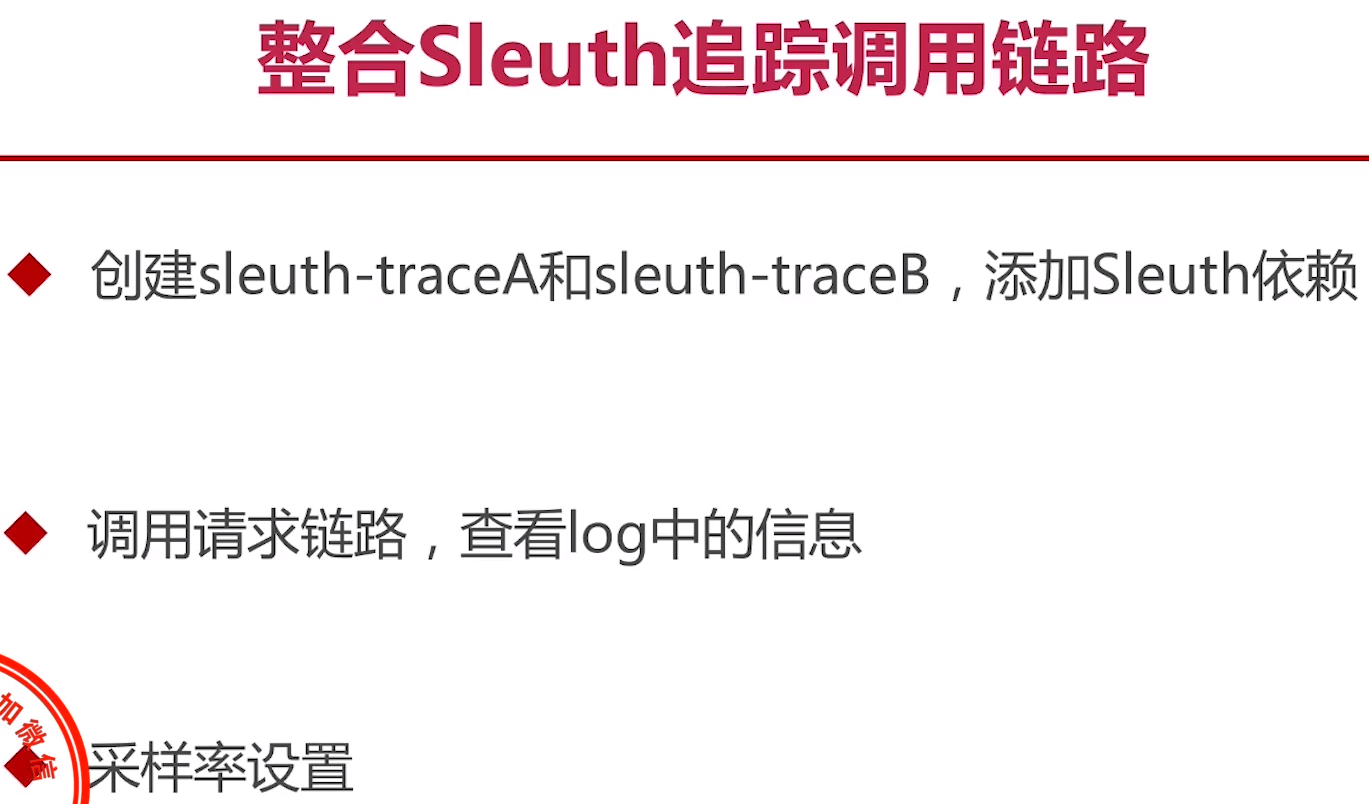 整合Sleuth追踪调用链路
创建sleuth-traceA和sleuth-traceB，添加Sleuth依赖
调用请求链路，查看log中的信息
加微信
采样率设置